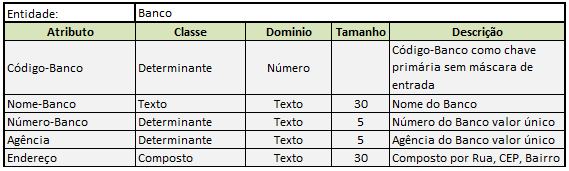 Entidade: Banco
Atributo Classe Dominio Tamanho Descrição
Código-Banco Determinante Número Código-Banco como chave
primária sem máscara de
entrada
Nome-Banco Texto Texto 30 Nome do Banco
Número-Banco Determinante Texto 5 Número do Banco valor único
Agência Determinante Texto 5 Agência do Banco valor único
Endereço Composto Texto 30 Composto por Rua, CEP, Bairro